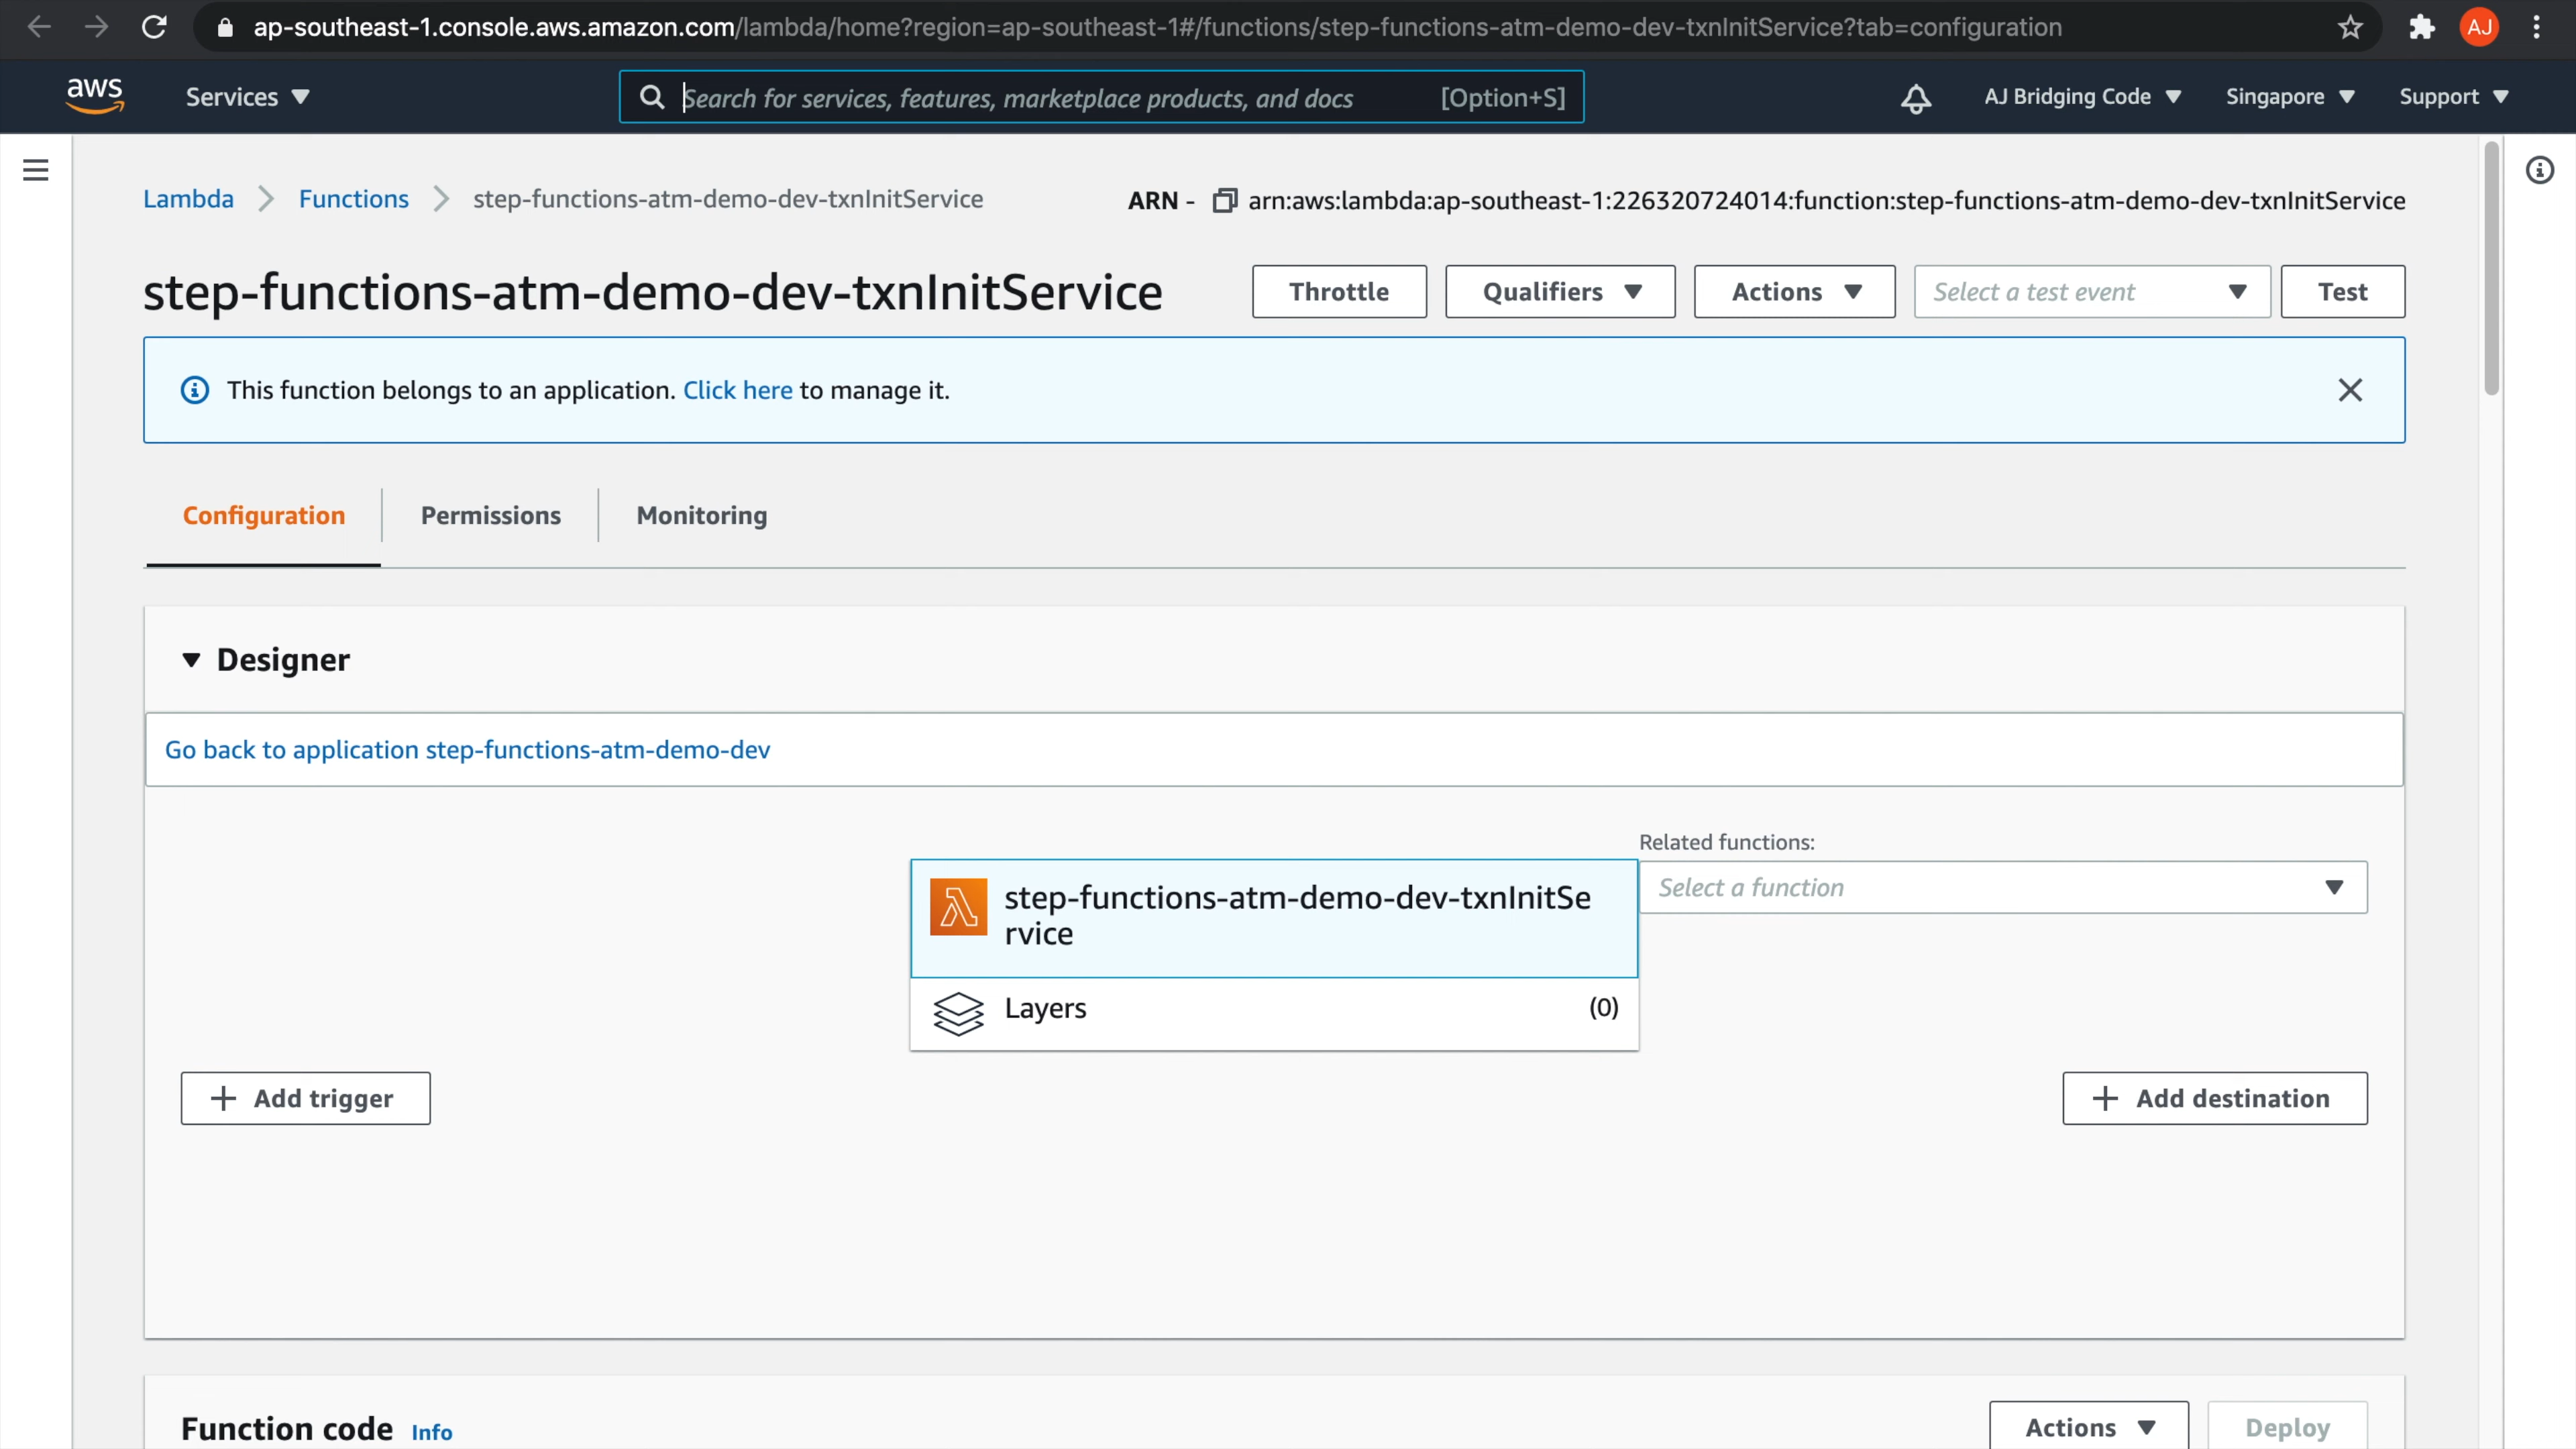 ap-southeast-1.console.aws.amazon.com/lambda/home?region=ap-southeast-1#/functions/step-functions-atm-demo-dev-txnInitService?tab=configuration
AJ
aws
Services
Search for services, features, marketplace products, and docs
[Option+S]
AJ Bridging Code
Singapore
Support
Lambda
Functions
step-functions-atm-demo-dev-txnInitService
ARN - arn:aws:lambda:ap-southeast-1:226320724014:function:step-functions-atm-demo-dev-txnInitService
step-functions-atm-demo-dev-txnInitService
Throttle
Qualifiers
Actions
Select a test event
Test
This function belongs to an application. Click here to manage it.
Configuration
Permissions
Monitoring
Designer
Go back to application step-functions-atm-demo-dev
Related functions:
step-functions-atm-demo-dev-txnInitSe
rvice
Select a function
Layers
(0)
Add trigger
Add destination
Function code Info
Actions
Deploy